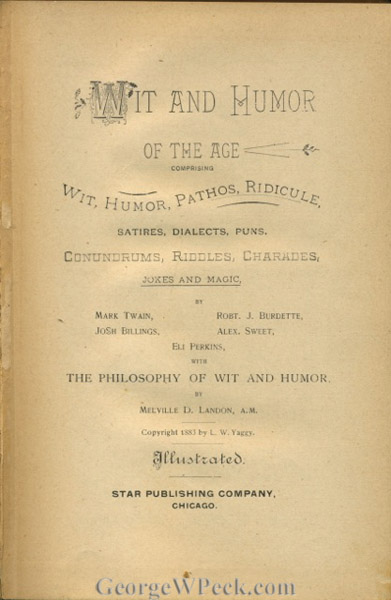 WIT AND HUMOR
OF THE AGE
COMPRISING
WIT, HUMOR, PATHOS, RIDICULE,
SATIRES, DIALECTS, PUNS,
CONUNDRUMS, RIDDLES, CHARADES,
JOKES AND MAGIC,
BY
MARK TWAIN, ROBT. J. BURDETTE,
JOSH BILLINGS, ALEX. SWEET,
ELI PERKINS,
WITH
THE PHILOSOPHY OF WIT AND HUMOR,
BY
MELVILLE D. LANDON, A.M.
Copyright 1883 by L. W. Yaggy.
Illustrated.
STAR PUBLISHING COMPANY,
CHICAGO.
GeorgeWPeck.com